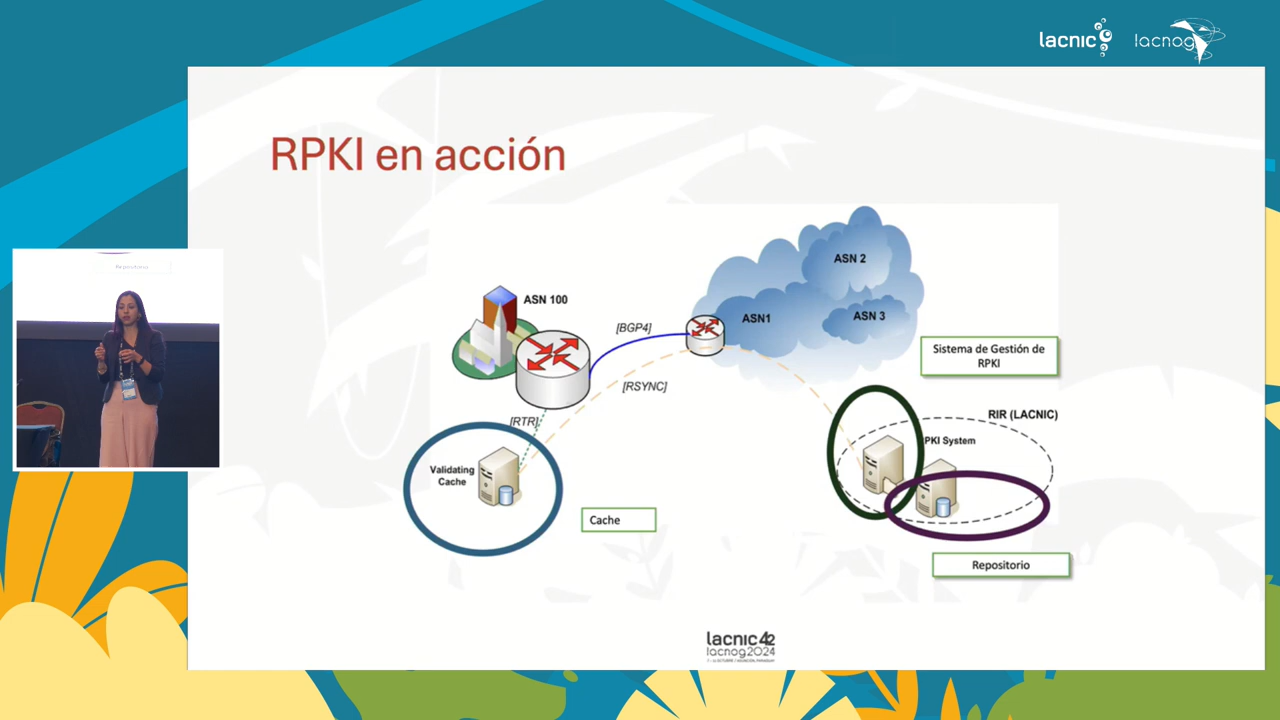 lacnic
lacnog
RPKI en acción
ASN 2
ASN 100
ASN1
ASN 3
[BGP4]
Sistema de Gestión de
RPKI
[RSYNC]
RIR (LACNIC)
[RTR]
PKI System
Validating
Cache
Cache
Repositorio
lacnic42
lacnog2024
Repositorio